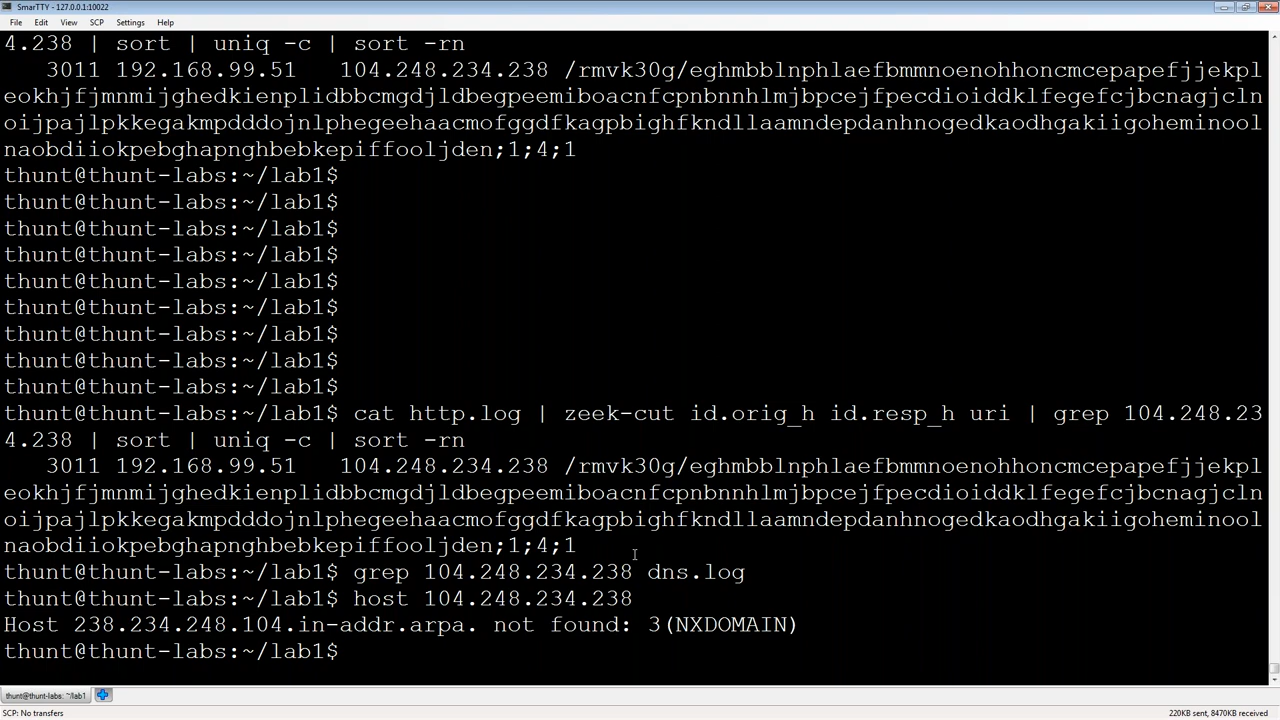 SmarTTY - 127.0.0.1:10022
File Edit View SCP Settings Help
4.238 | sort | uniq -c | sort -rn
3011 192.168.99.51 104.248.234.238 /rmvk30g/eghmbblnphlaefbmmnoenohhoncmcepapefjjekpl
eokhjfjmnmijghedkienplidbbcmgdjldbegpeemiboacnfcpnbnnhlmjbpcejfpecdioiddklfegefcjbcnagjcln
oijpajlpkkegakmpdddojnlphegeehaacmofggdfkagpbighfkndllaamndepdanhnogedkaodhgakiigoheminool
naobdiiokpebghapnghbebkepiffooljden;1;4;1
thunt@thunt-labs:~/lab1$
thunt@thunt-labs:~/lab1$
thunt@thunt-labs:~/lab1$
thunt@thunt-labs:~/lab1$
thunt@thunt-labs:~/lab1$
thunt@thunt-labs:~/lab1$
thunt@thunt-labs:~/lab1$
thunt@thunt-labs:~/lab1$
thunt@thunt-labs:~/lab1$
thunt@thunt-labs:~/lab1$ cat http.log | zeek-cut id.orig_h id.resp_h uri | grep 104.248.23
4.238 | sort | uniq -c | sort -rn
3011 192.168.99.51 104.248.234.238 /rmvk30g/eghmbblnphlaefbmmnoenohhoncmcepapefjjekpl
eokhjfjmnmijghedkienplidbbcmgdjldbegpeemiboacnfcpnbnnhlmjbpcejfpecdioiddklfegefcjbcnagjcln
oijpajlpkkegakmpdddojnlphegeehaacmofggdfkagpbighfkndllaamndepdanhnogedkaodhgakiigoheminool
naobdiiokpebghapnghbebkepiffooljden;1;4;1
thunt@thunt-labs:~/lab1$ grep 104.248.234.238 dns.log
thunt@thunt-labs:~/lab1$ host 104.248.234.238
Host 238.234.248.104.in-addr.arpa. not found: 3(NXDOMAIN)
thunt@thunt-labs:~/lab1$
thunt@thunt-labs: ~/lab1
SCP: No transfers 220KB sent, 8470KB received